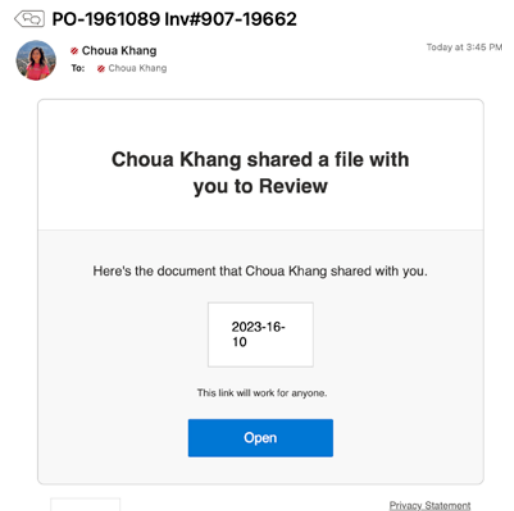 PO-1961089 Inv#907-19662
Choua Khang
Today at 3:45 PM
To: Choua Khang
Choua Khang shared a file with
you to Review
Here's the document that Choua Khang shared with you.
2023-16-
10
This link will work for anyone.
Open
Privacy Statement